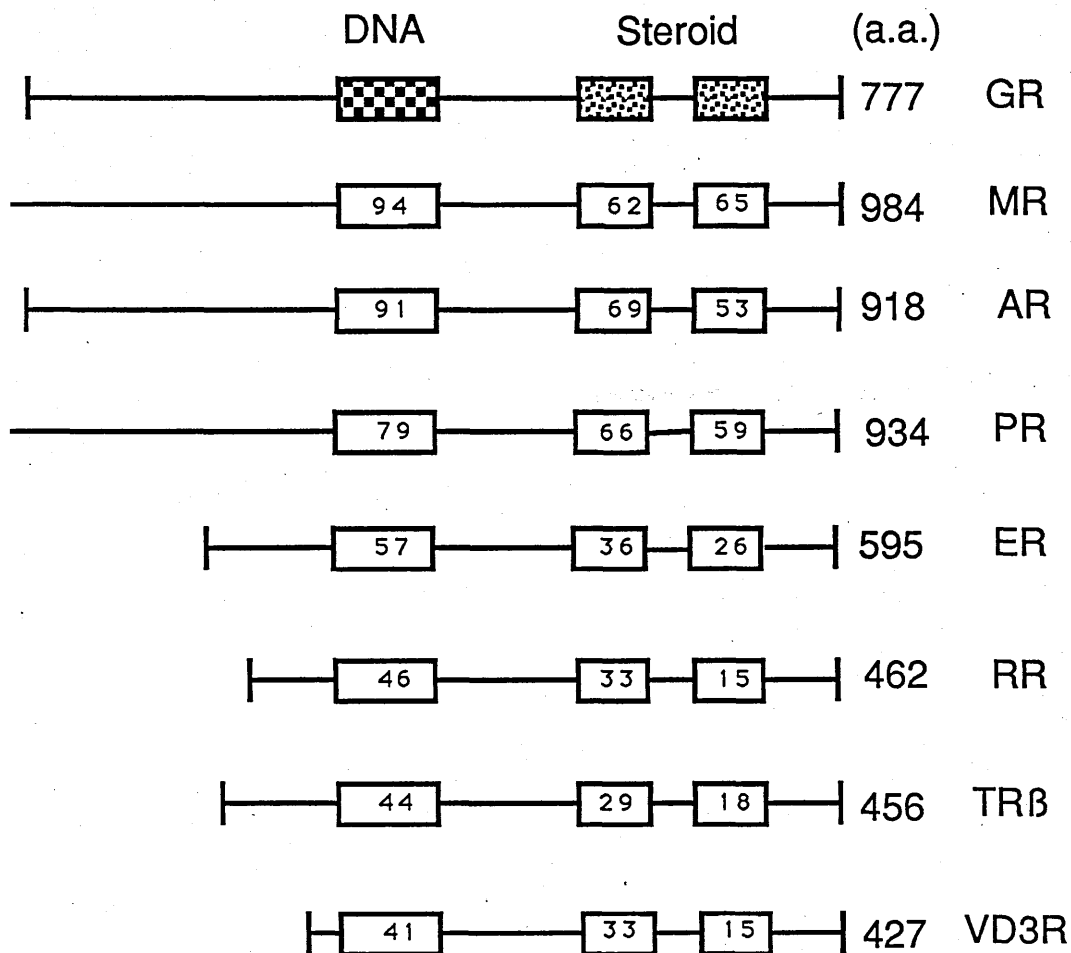 DNA Steroid (a.a.)
777 GR
94 62 65 984 MR
91 69 53 918 AR
79 66 59 934 PR
57 36 26 595 ER
46 33 15 462 RR
44 29 18 456 TRß
41 33 15 427 VD3R